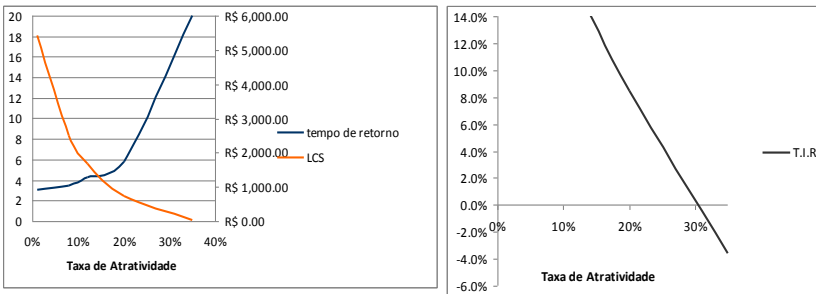 20
18
16
14
12
10
8
6
4
2
0
R$ 6,000.00
R$ 5,000.00
R$ 4,000.00
R$ 3,000.00
R$ 2,000.00
R$ 1,000.00
R$ 0.00
0%
10%
20%
30%
40%
Taxa de Atratividade
tempo de retorno
LCS
14.0%
12.0%
10.0%
8.0%
6.0%
4.0%
2.0%
0.0%
-2.0%
-4.0%
-6.0%
0%
10%
20%
30%
Taxa de Atratividade
T.I.R